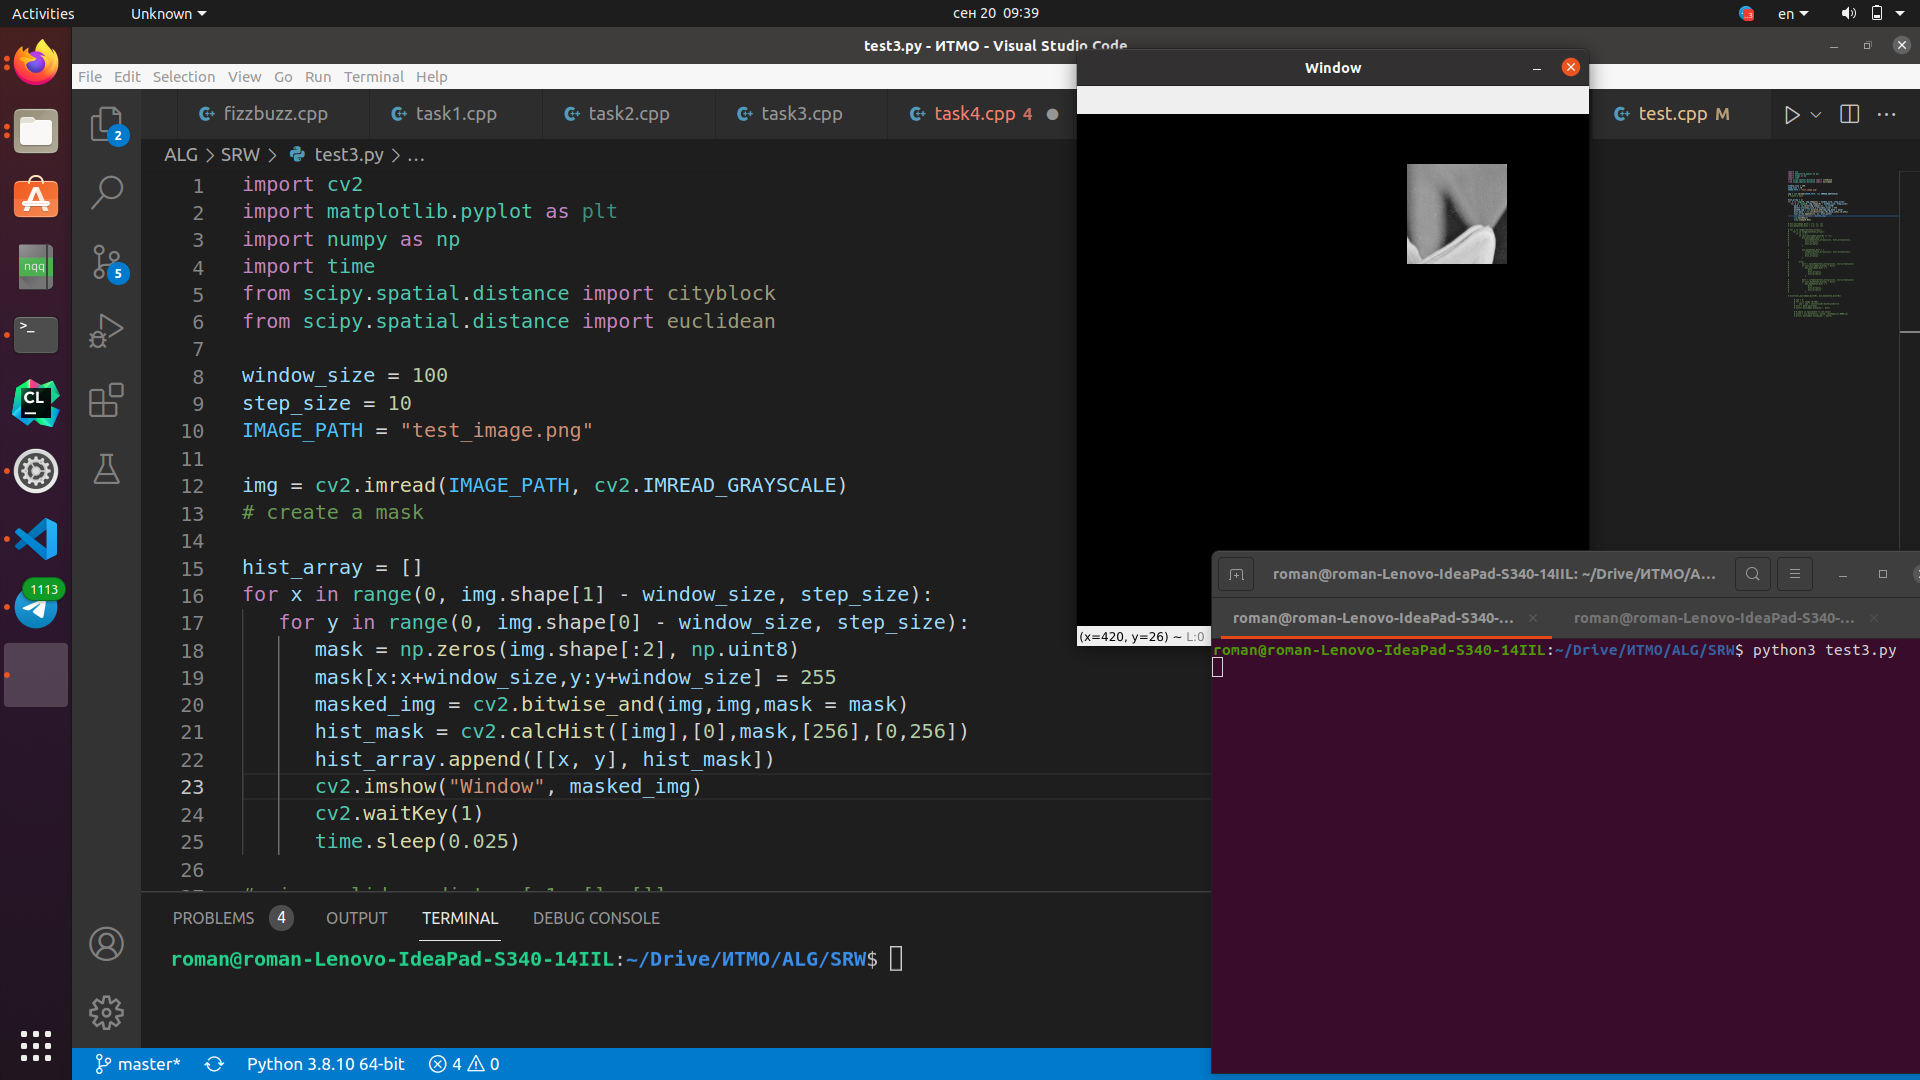 Activities
Unknown
сен 20 09:39
en
test3.py - ИТМО - Visual Studio Code
File Edit Selection View Go Run Terminal Help
fizzbuzz.cpp
task1.cpp
task2.cpp
task3.cpp
task4.cpp 4
test.cpp M
ALG > SRW > test3.py > ...
1 import cv2
2 import matplotlib.pyplot as plt
3 import numpy as np
4 import time
5 from scipy.spatial.distance import cityblock
6 from scipy.spatial.distance import euclidean
7
8 window_size = 100
9 step_size = 10
10 IMAGE_PATH = "test_image.png"
11
12 img = cv2.imread(IMAGE_PATH, cv2.IMREAD_GRAYSCALE)
13 # create a mask
14
15 hist_array = []
16 for x in range(0, img.shape[1] - window_size, step_size):
17 for y in range(0, img.shape[0] - window_size, step_size):
18 mask = np.zeros(img.shape[:2], np.uint8)
19 mask[x:x+window_size,y:y+window_size] = 255
20 masked_img = cv2.bitwise_and(img,img,mask = mask)
21 hist_mask = cv2.calcHist([img],[0],mask,[256],[0,256])
22 hist_array.append([[x, y], hist_mask])
23 cv2.imshow("Window", masked_img)
24 cv2.waitKey(1)
25 time.sleep(0.025)
26
2
5
1113
nqq
CL
>_
PROBLEMS 4 OUTPUT TERMINAL DEBUG CONSOLE
roman@roman-Lenovo-IdeaPad-S340-14IIL:~/Drive/ИТМО/ALG/SRW$
master*
Python 3.8.10 64-bit
4
0
Window
(x=420, y=26) ~ L:0
roman@roman-Lenovo-IdeaPad-S340-14IIL: ~/Drive/ИТМО/A...
roman@roman-Lenovo-IdeaPad-S340-...
roman@roman-Lenovo-IdeaPad-S340-...
roman@roman-Lenovo-IdeaPad-S340-14IIL:~/Drive/ИТМО/ALG/SRW$ python3 test3.py